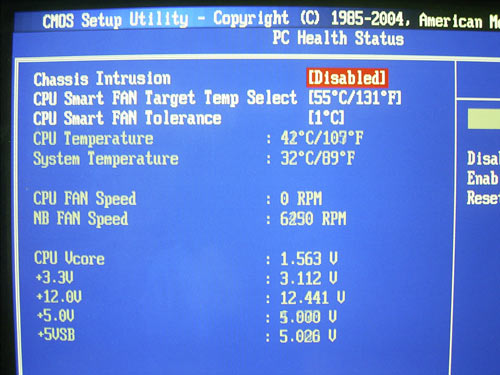 CMOS Setup Utility - Copyright (C) 1985-2004, American
PC Health Status
Chassis Intrusion [Disabled]
CPU Smart FAN Target Temp Select [55°C/131°F]
CPU Smart FAN Tolerance [1°C]
CPU Temperature : 42°C/107°F
System Temperature : 32°C/89°F
CPU FAN Speed : 0 RPM
NB FAN Speed : 6250 RPM
CPU Vcore : 1.563 V
+3.3V : 3.112 V
+12.0V : 12.441 V
+5.0V : 5.000 V
+5VSB : 5.026 V
Disa
Enab
Rese